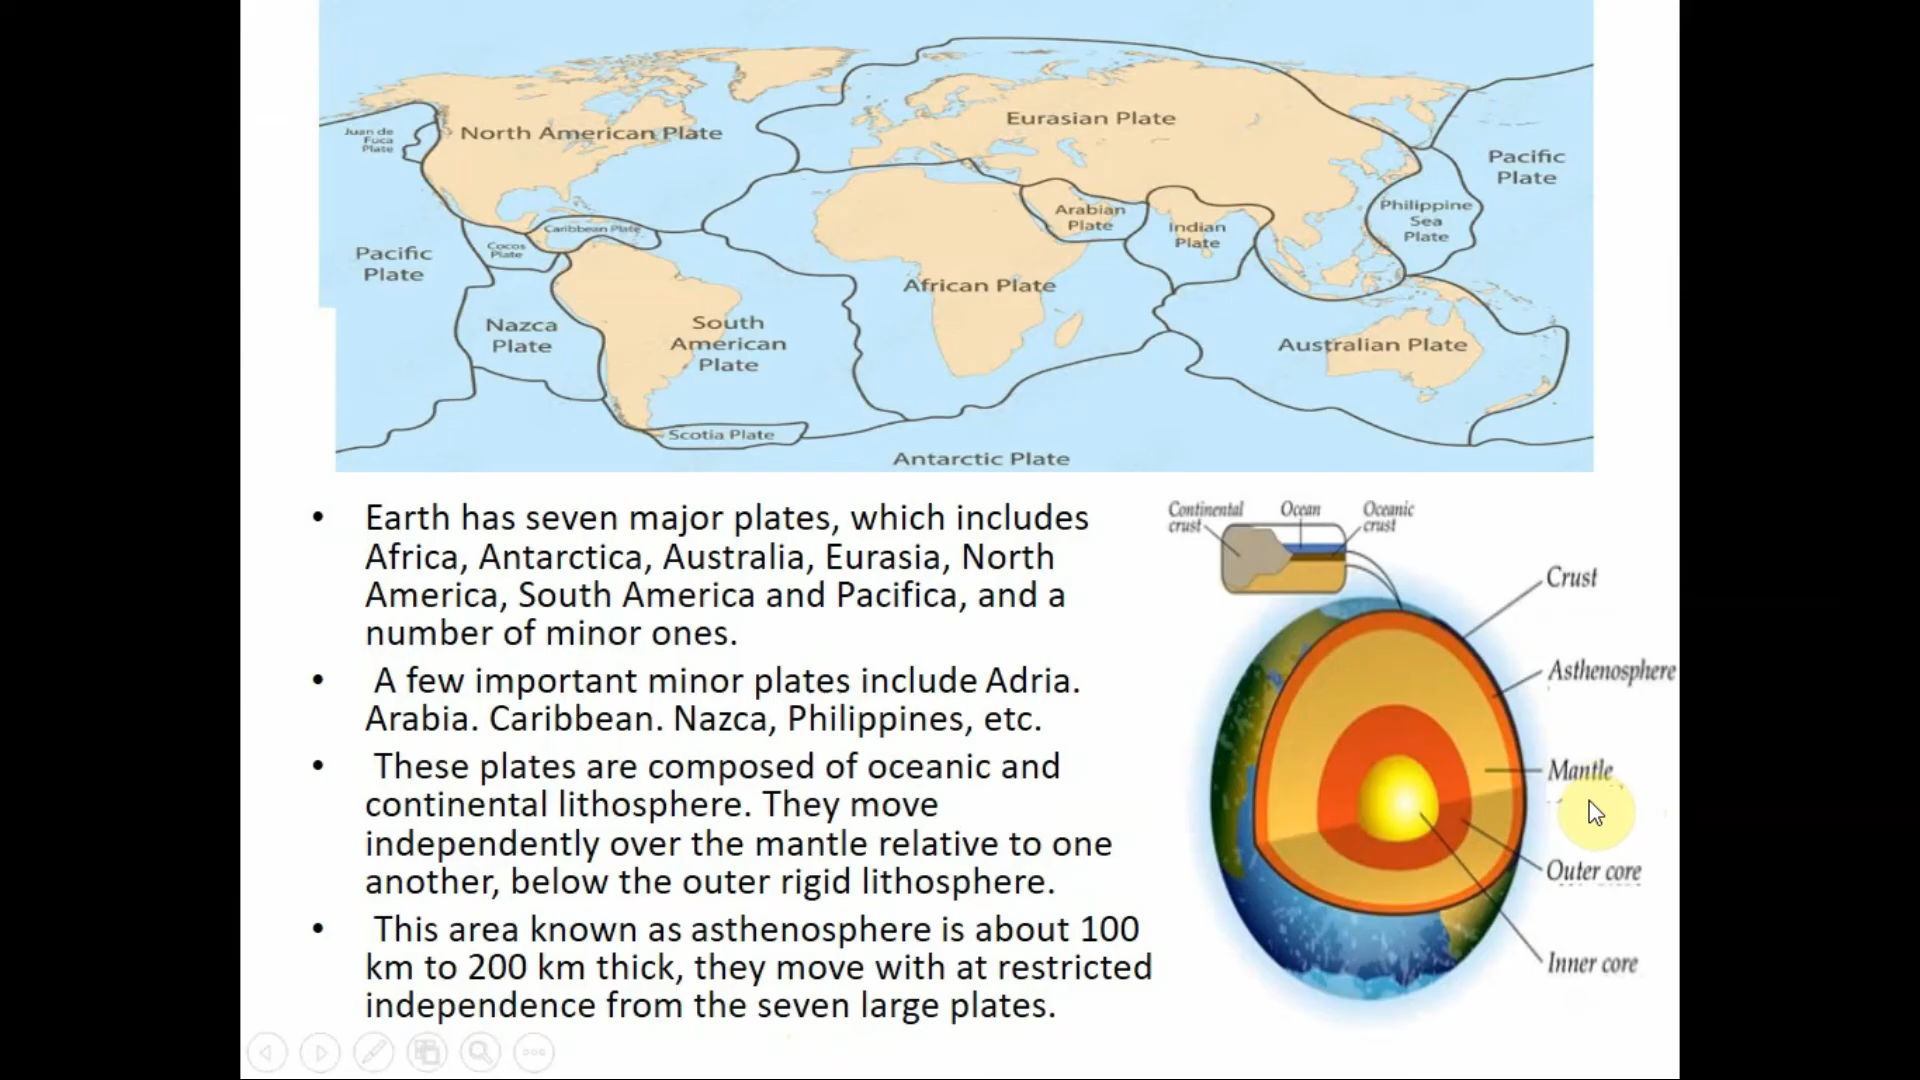 Eurasian Plate
Juan de
Fuca
Plate
North American Plate
Pacific
Plate
Arabian
Plate
Philippine
Sea
Plate
Indian
Plate
Caribbean Plate
Cocos
Plate
Pacific
Plate
African Plate
Nazca
Plate
South
American
Plate
Australian Plate
Scotia Plate
Antarctic Plate
• Earth has seven major plates, which includes
Africa, Antarctica, Australia, Eurasia, North
America, South America and Pacifica, and a
number of minor ones.
• A few important minor plates include Adria.
Arabia. Caribbean. Nazca, Philippines, etc.
• These plates are composed of oceanic and
continental lithosphere. They move
independently over the mantle relative to one
another, below the outer rigid lithosphere.
• This area known as asthenosphere is about 100
km to 200 km thick, they move with at restricted
independence from the seven large plates.
Continental
crust
Ocean
Oceanic
crust
Crust
Asthenosphere
Mantle
Outer core
Inner core